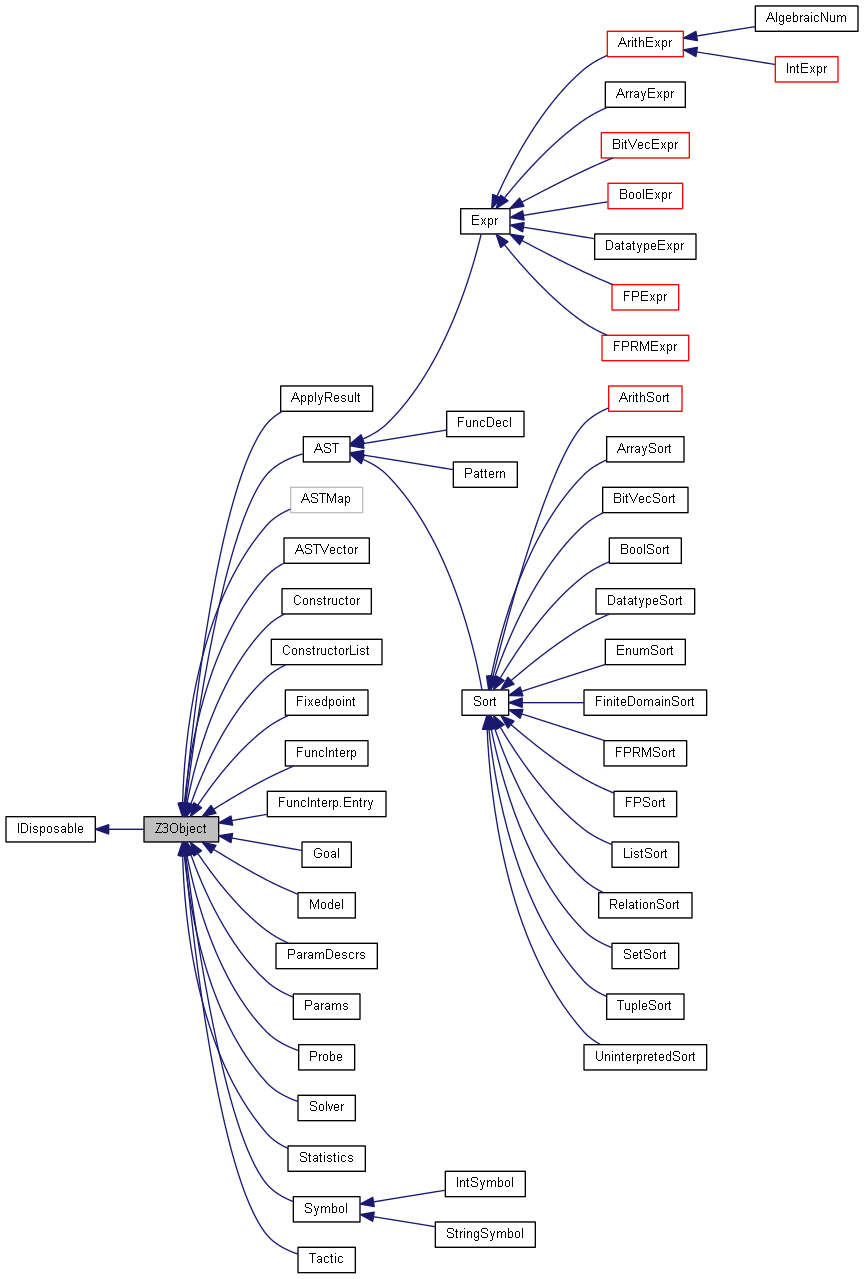 AlgebraicNum
ArithExpr
IntExpr
ArrayExpr
BitVecExpr
BoolExpr
Expr
DatatypeExpr
FPExpr
FPRMExpr
ApplyResult
ArithSort
FuncDecl
AST
ArraySort
Pattern
ASTMap
BitVecSort
ASTVector
BoolSort
Constructor
DatatypeSort
ConstructorList
EnumSort
Fixedpoint
Sort
FiniteDomainSort
FuncInterp
FPRMSort
FuncInterp.Entry
FPSort
IDisposable
Z3Object
Goal
ListSort
Model
RelationSort
ParamDescrs
SetSort
Params
TupleSort
Probe
UninterpretedSort
Solver
Statistics
IntSymbol
Symbol
StringSymbol
Tactic